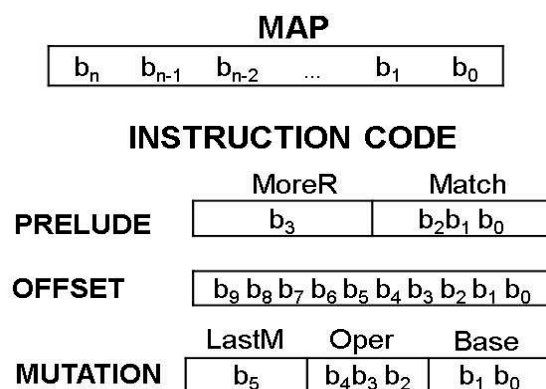 MAP
bn bn-1 bn-2 ... b1 b0
INSTRUCTION CODE
MoreR Match
PRELUDE b3 b2b1 b0
OFFSET b9 b8 b7 b6 b5 b4 b3 b2 b1 b0
LastM Oper Base
MUTATION b5 b4b3 b2 b1 b0